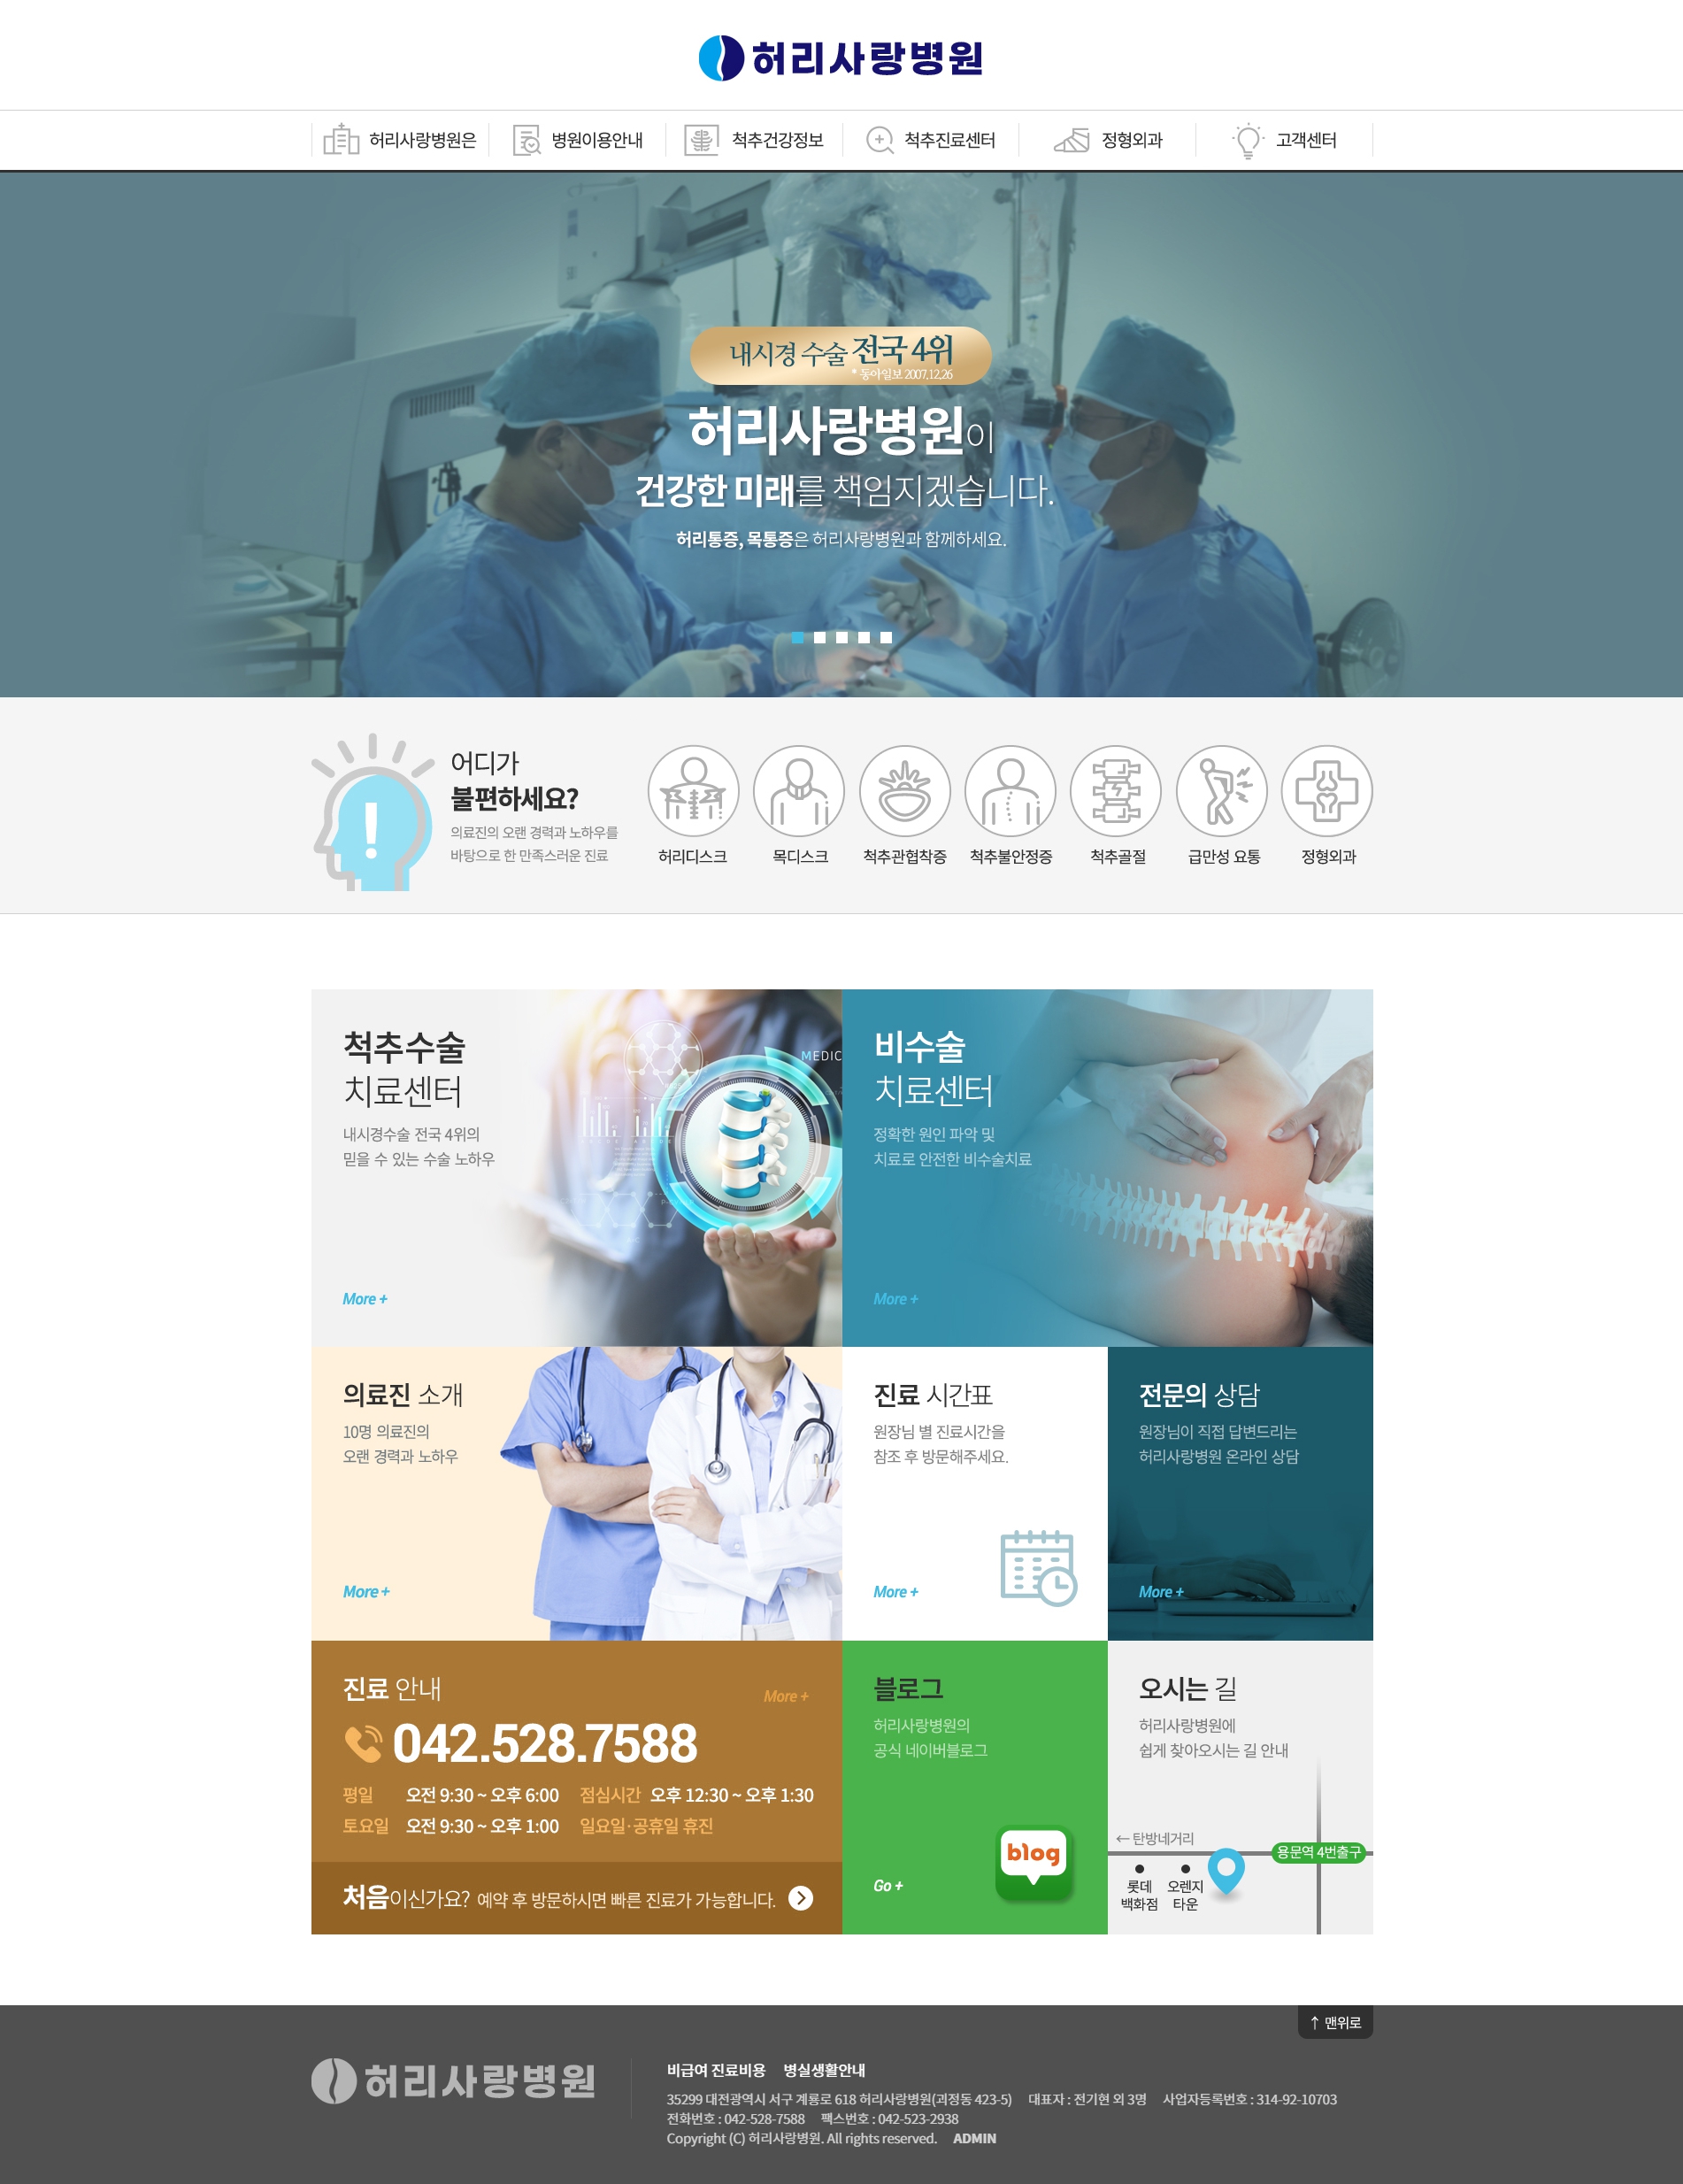 허리사랑병원
허리사랑병원은
병원이용안내
척추건강정보
척추진료센터
정형외과
고객센터
내시경 수술 전국 4위
* 동아일보 2007.12.26
허리사랑병원이
건강한 미래를 책임지겠습니다.
허리통증, 목통증은 허리사랑병원과 함께하세요.
어디가
불편하세요?
의료진의 오랜 경력과 노하우를
바탕으로 한 만족스러운 진료
허리디스크
목디스크
척추관협착증
척추불안정증
척추골절
급만성 요통
정형외과
척추수술
치료센터
내시경수술 전국 4위의
믿을 수 있는 수술 노하우
More +
MEDIC
비수술
치료센터
정확한 원인 파악 및
치료로 안전한 비수술치료
More +
의료진 소개
10명 의료진의
오랜 경력과 노하우
More +
진료 시간표
원장님 별 진료시간을
참조 후 방문해주세요.
More +
전문의 상담
원장님이 직접 답변드리는
허리사랑병원 온라인 상담
More +
진료 안내
More +
042.528.7588
평일 오전 9:30 ~ 오후 6:00 점심시간 오후 12:30 ~ 오후 1:30
토요일 오전 9:30 ~ 오후 1:00 일요일·공휴일 휴진
처음이신가요? 예약 후 방문하시면 빠른 진료가 가능합니다.
블로그
허리사랑병원의
공식 네이버블로그
Go +
blog
오시는 길
허리사랑병원에
쉽게 찾아오시는 길 안내
← 탄방네거리
용문역 4번출구
롯데
백화점
오렌지
타운
↑ 맨위로
허리사랑병원
비급여 진료비용 병실생활안내
35299 대전광역시 서구 계룡로 618 허리사랑병원(괴정동 423-5) 대표자 : 전기현 외 3명 사업자등록번호 : 314-92-10703
전화번호 : 042-528-7588 팩스번호 : 042-523-2938
Copyright (C) 허리사랑병원. All rights reserved. ADMIN